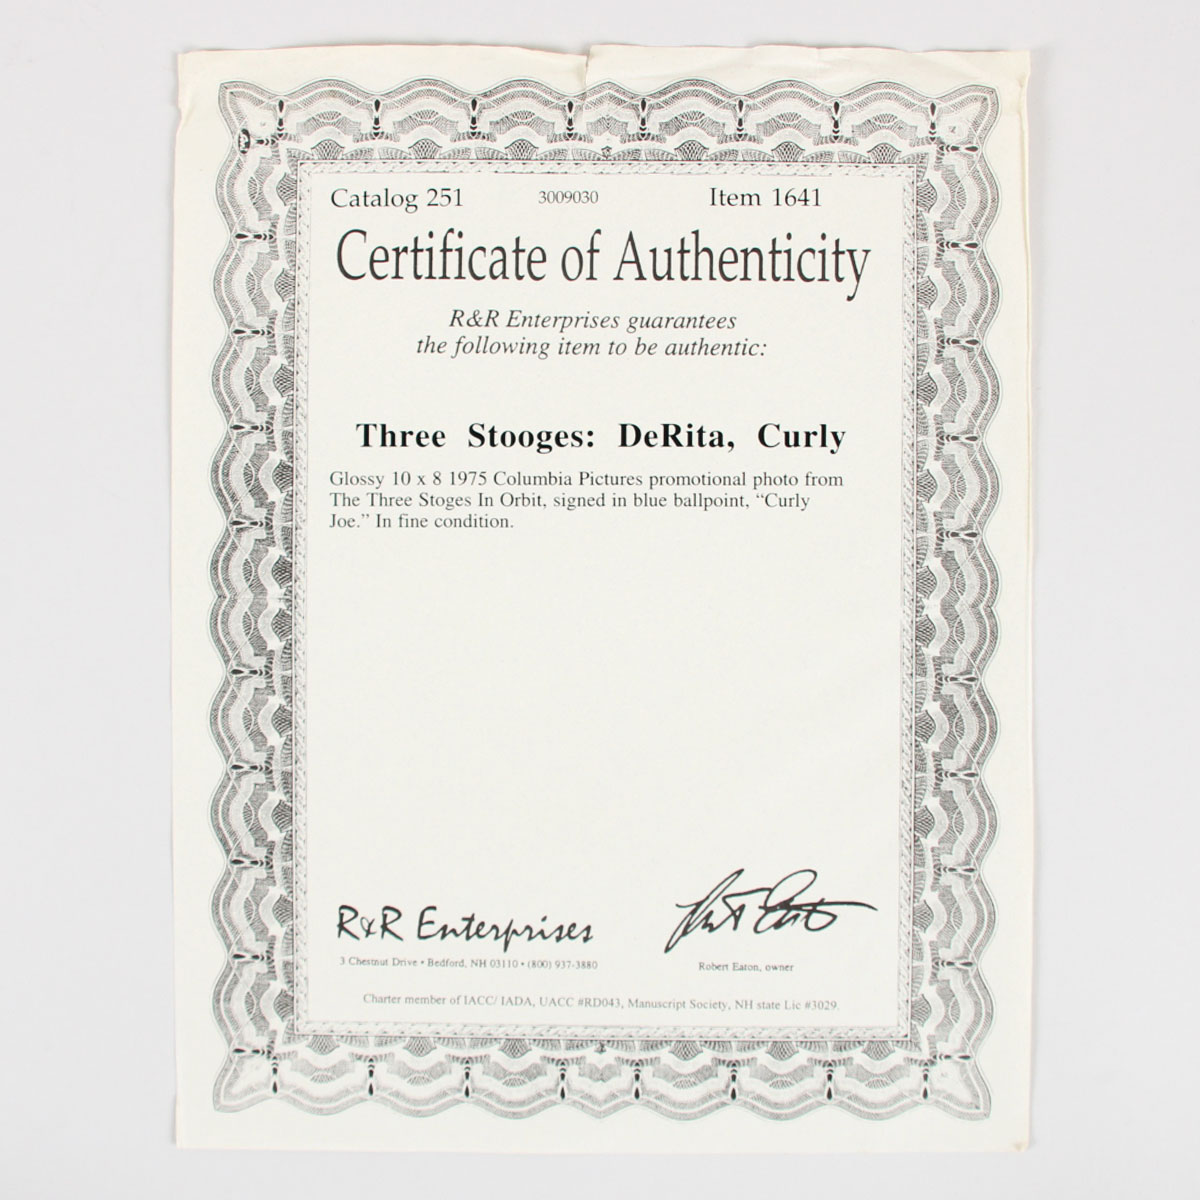 Catalog 251 3009030 Item 1641
Certificate of Authenticity
R&R Enterprises guarantees
the following item to be authentic:
Three Stooges: DeRita, Curly
Glossy 10 x 8 1975 Columbia Pictures promotional photo from
The Three Stoges In Orbit, signed in blue ballpoint, “Curly
Joe.” In fine condition.
R&R Enterprises
3 Chestnut Drive • Bedford, NH 03110 • (800) 937-3880
Robert Eaton, owner
Charter member of IACC/ IADA, UACC #RD043, Manuscript Society, NH state Lic #3029.